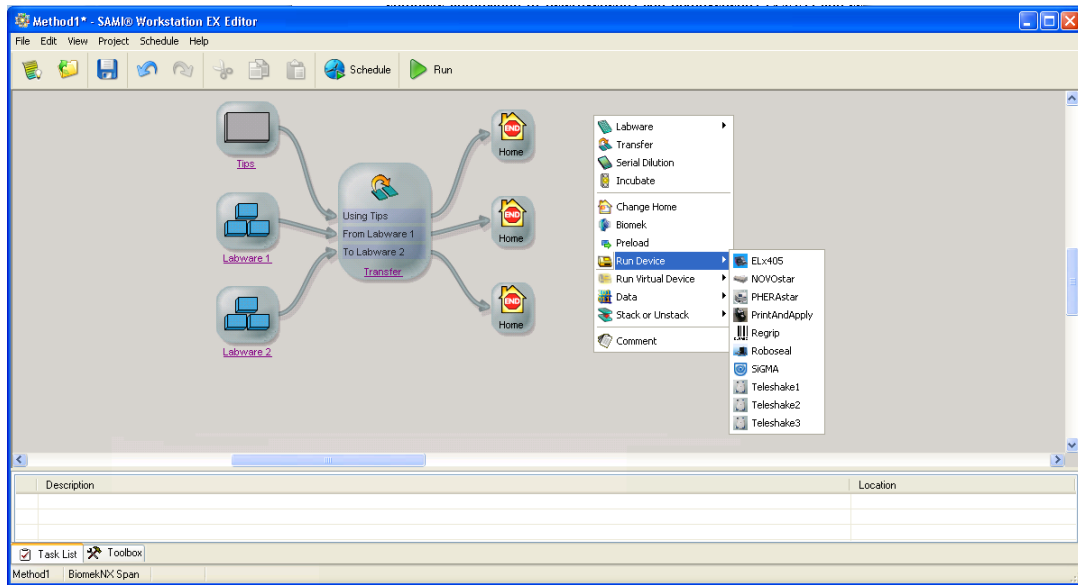 Method1* - SAMI® Workstation EX Editor
File Edit View Project Schedule Help
Schedule Run
Tips
Labware 1
Labware 2
Using Tips
From Labware 1
To Labware 2
Transfer
END
Home
END
Home
END
Home
Labware
Transfer
Serial Dilution
Incubate
Change Home
Biomek
Preload
Run Device
Run Virtual Device
Data
Stack or Unstack
Comment
ELx405
NOVOstar
PHERAstar
PrintAndApply
Regrip
Roboseal
SiGMA
Teleshake1
Teleshake2
Teleshake3
Description Location
Task List Toolbox
Method1 BiomekNX Span